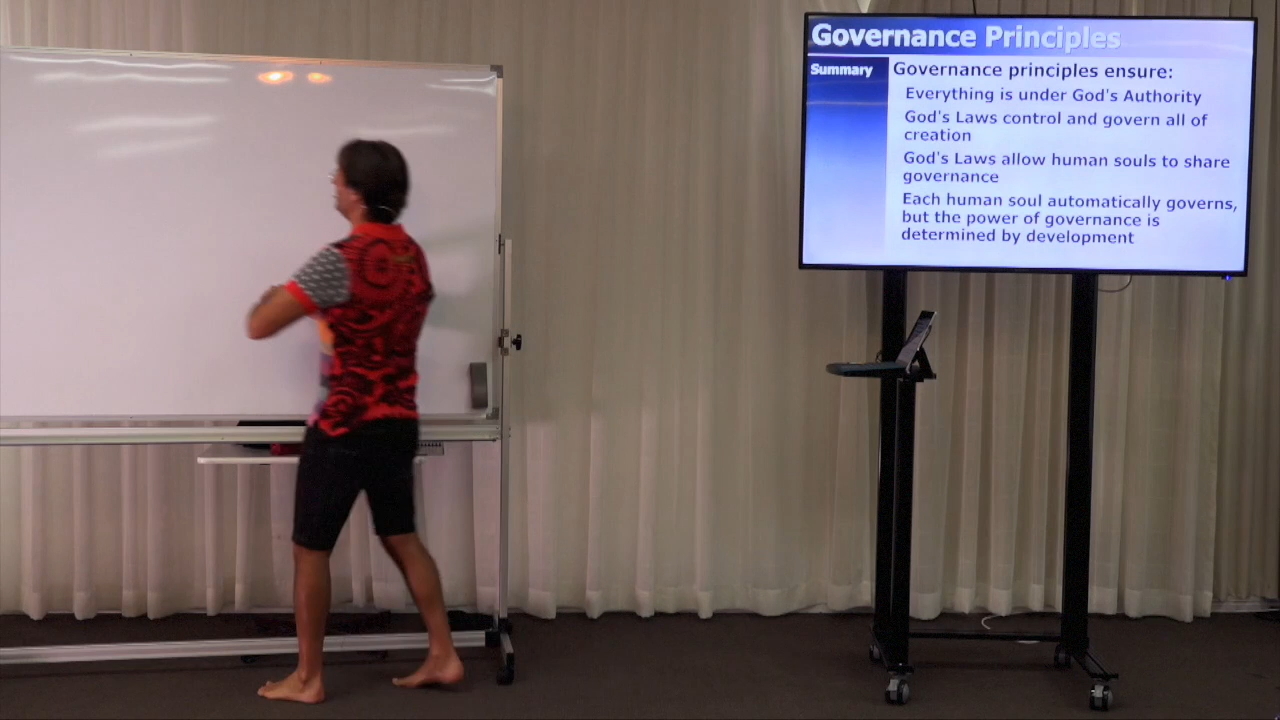 Governance Principles
Summary
Governance principles ensure:
Everything is under God's Authority
God's Laws control and govern all of
creation
God's Laws allow human souls to share
governance
Each human soul automatically governs,
but the power of governance is
determined by development